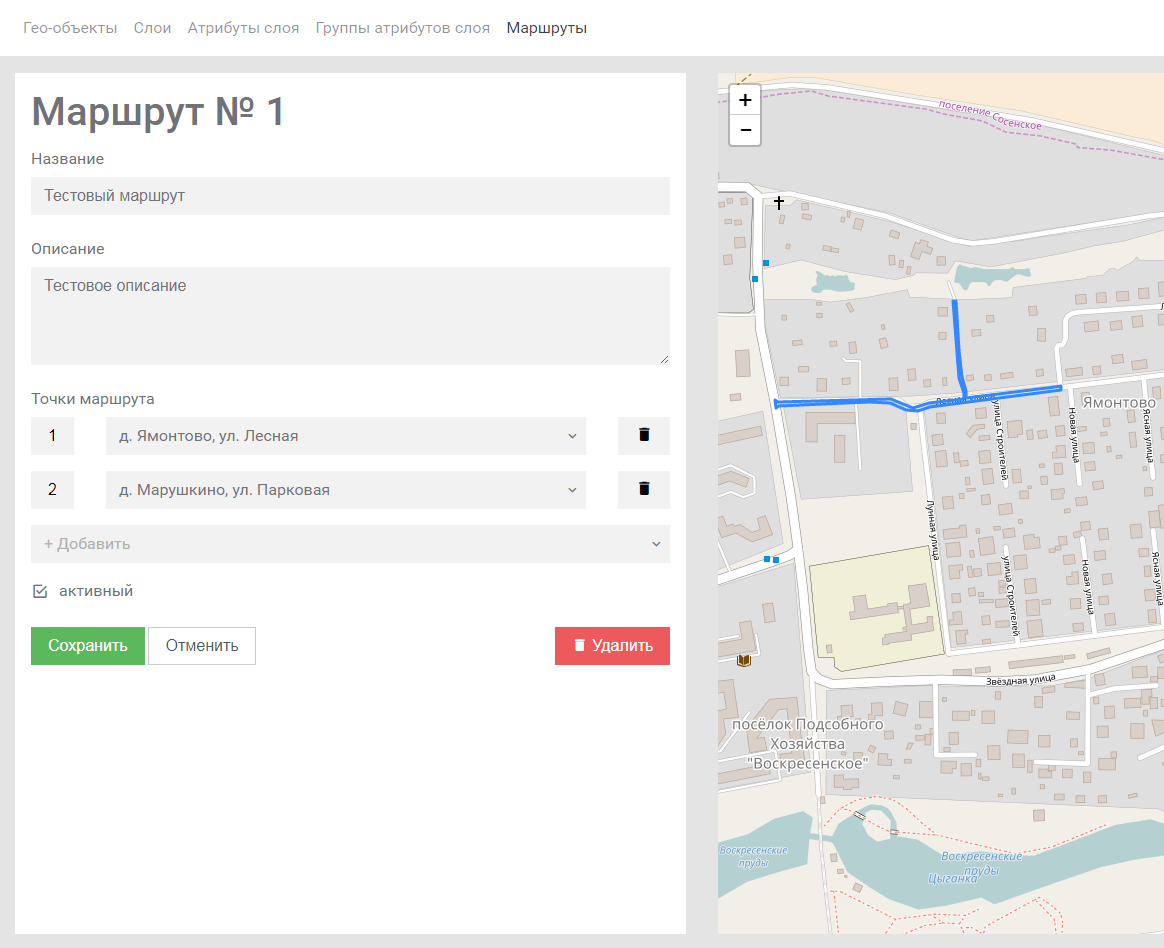 Гео-объекты Слои Атрибуты слоя Группы атрибутов слоя Маршруты
Маршрут № 1
Название
Тестовый маршрут
Описание
Тестовое описание
Точки маршрута
1 д. Ямонтово, ул. Лесная
2 д. Марушкино, ул. Парковая
+ Добавить
активный
Сохранить Отменить Удалить
+
−
поселение Сосенское
Ямонтово
улица Строителей
Новая улица
Ясная улица
Лунная улица
улица Строителей
Новая улица
Ясная улица
Звёздная улица
посёлок Подсобного
Хозяйства
"Воскресенское"
Воскресенские
пруды
Воскресенские
пруды
Цыганка